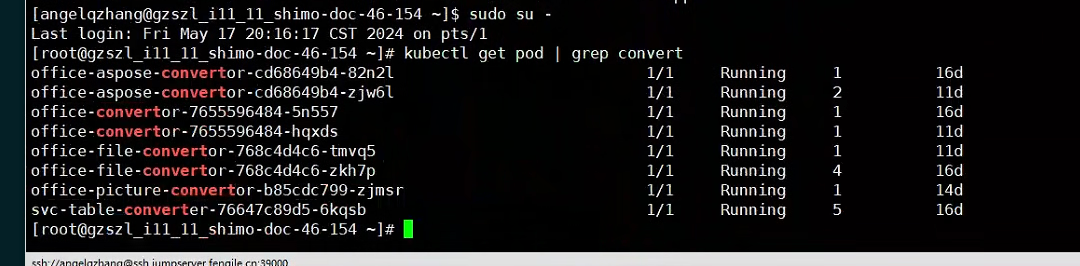 [angelqzhang@gzszl_i11_11_shimo-doc-46-154 ~]$ sudo su -
Last login: Fri May 17 20:16:17 CST 2024 on pts/1
[root@gzszl_i11_11_shimo-doc-46-154 ~]# kubectl get pod | grep convert
office-aspose-convertor-cd68649b4-82n2l 1/1 Running 1 16d
office-aspose-convertor-cd68649b4-zjw6l 1/1 Running 2 11d
office-convertor-7655596484-5n557 1/1 Running 1 16d
office-convertor-7655596484-hqxds 1/1 Running 1 11d
office-file-convertor-768c4d4c6-tmvq5 1/1 Running 1 11d
office-file-convertor-768c4d4c6-zkh7p 1/1 Running 4 16d
office-picture-convertor-b85cdc799-zjmsr 1/1 Running 1 14d
svc-table-converter-76647c89d5-6kqsb 1/1 Running 5 16d
[root@gzszl_i11_11_shimo-doc-46-154 ~]#
ssh://angelqzhang@ssh.jumpserver.fengile.cn:39000